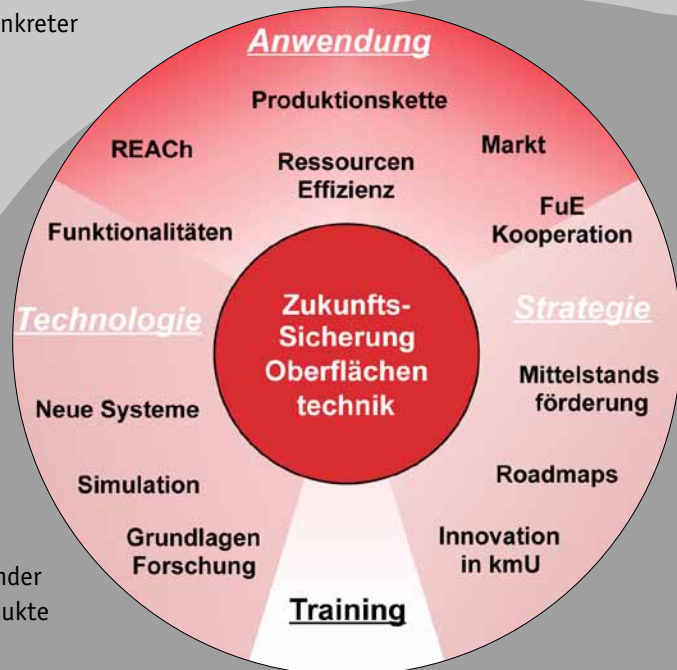 nkreter
Anwendung
Produktionskette
REACh
Markt
Ressourcen
Effizienz
FuE
Kooperation
Funktionalitäten
Zukunfts-
Sicherung
Oberflächen
technik
Technologie
Strategie
Neue Systeme
Mittelstands
förderung
Simulation
Roadmaps
Grundlagen
Forschung
Innovation
in kmU
nder
ukte
Training